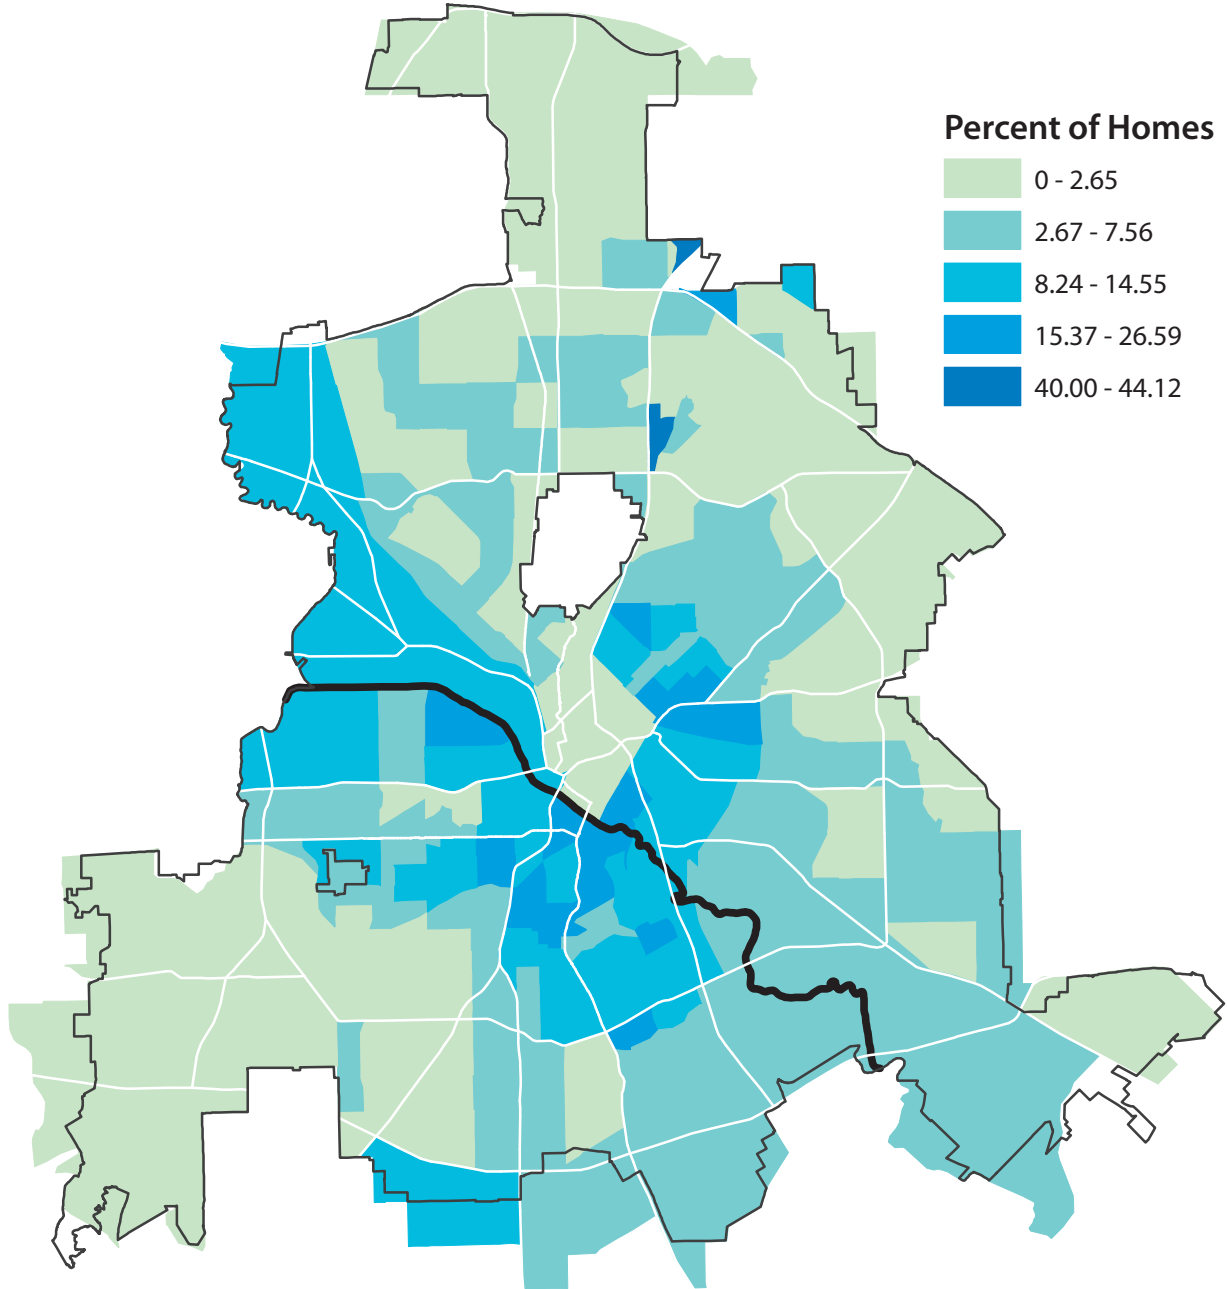 Percent of Homes
0 - 2.65
2.67 - 7.56
8.24 - 14.55
15.37 - 26.59
40.00 - 44.12